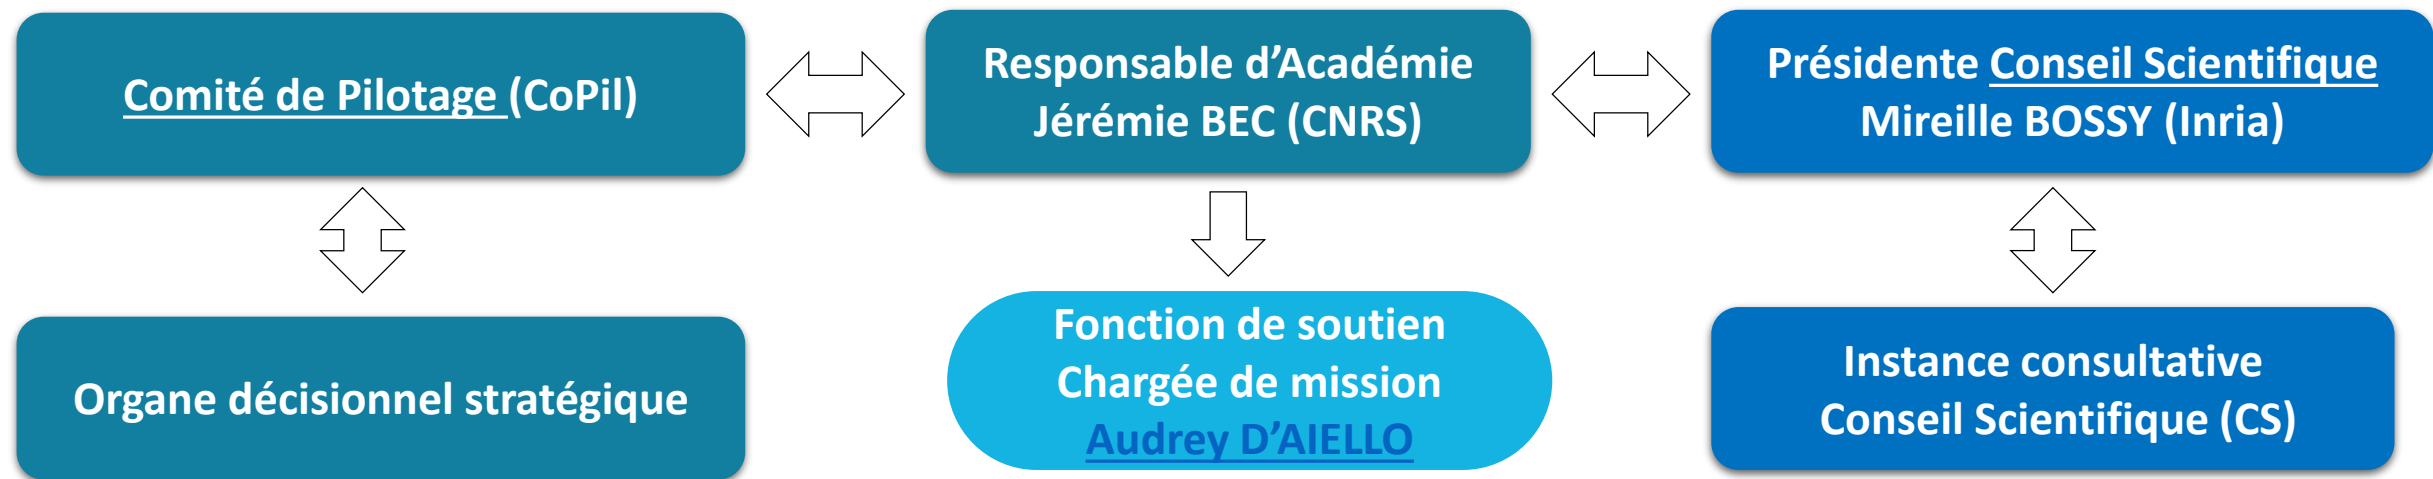 Comité de Pilotage (CoPil)
Responsable d’Académie
Jérémie BEC (CNRS)
Présidente Conseil Scientifique
Mireille BOSSY (Inria)
Organe décisionnel stratégique
Fonction de soutien
Chargée de mission
Audrey D’AIELLO
Instance consultative
Conseil Scientifique (CS)